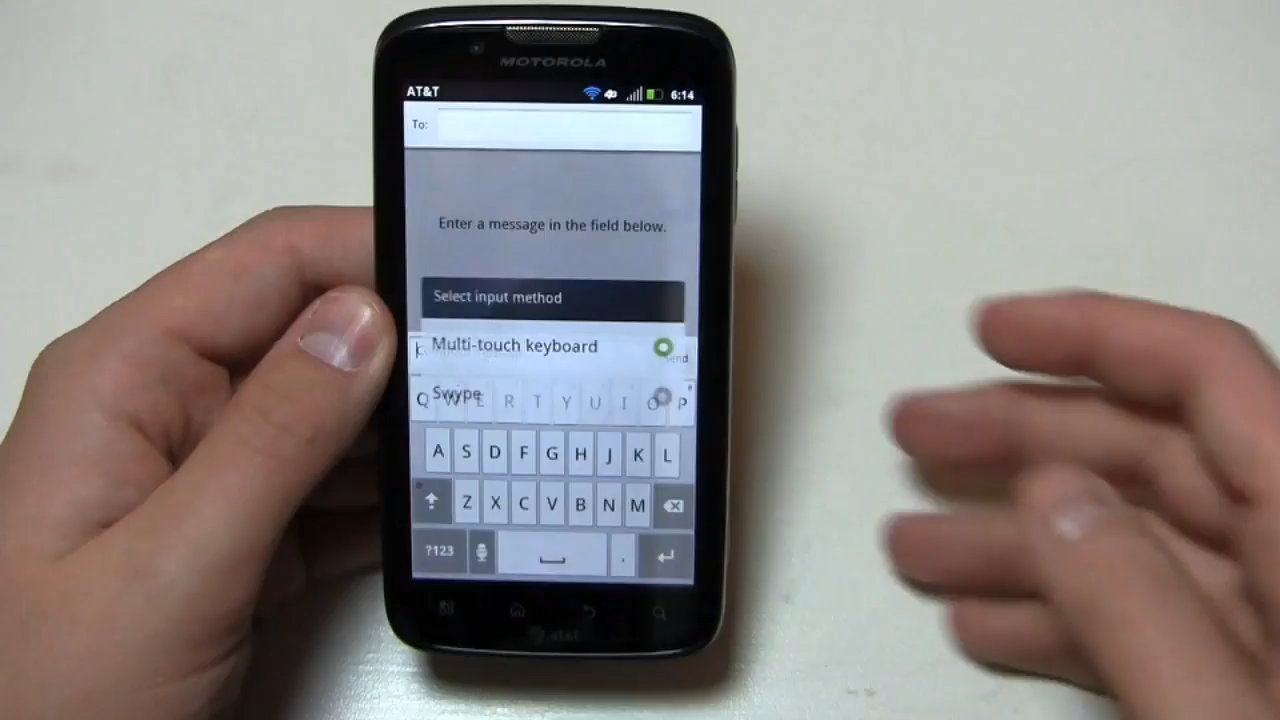 MOTOROLA
AT&T 6:14
To:
Enter a message in the field below.
Select input method
Multi-touch keyboard
Swype
Q W E R T Y U I O P
A S D F G H J K L
Z X C V B N M
?123 .
at&t